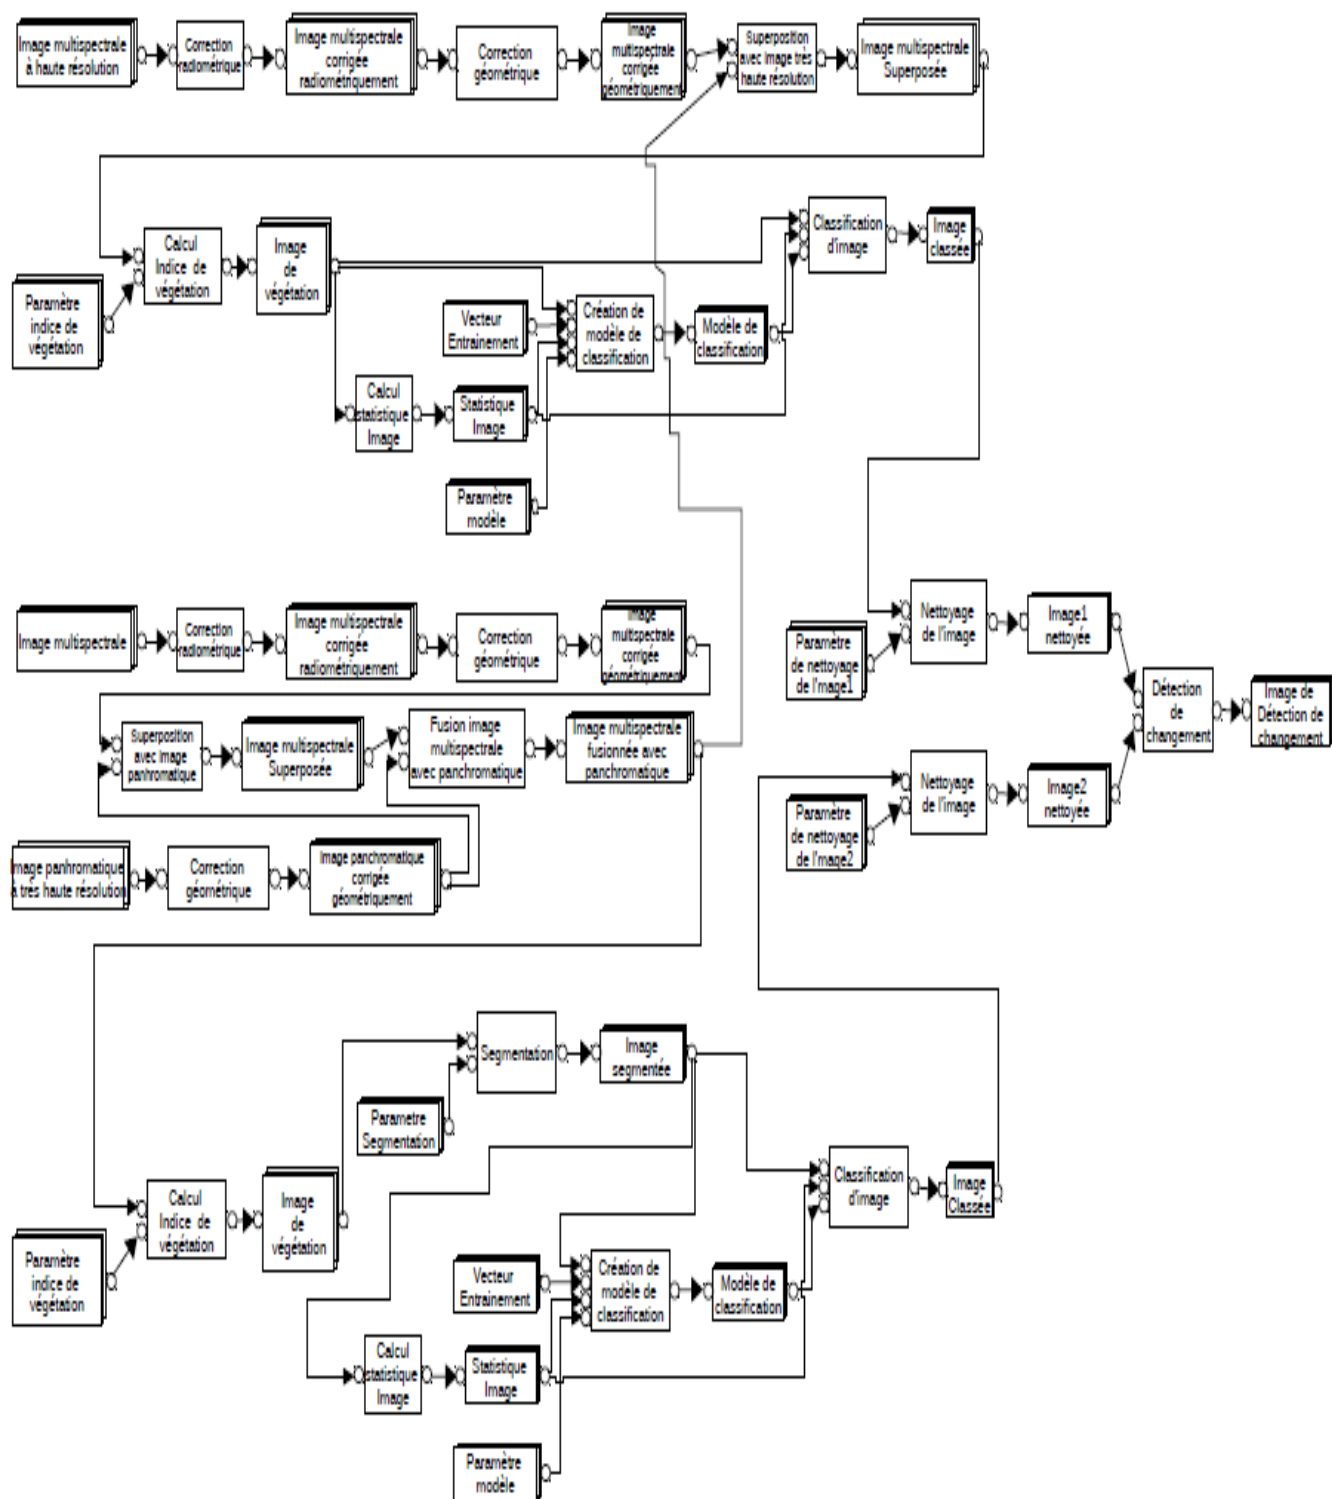 Image multispectrale
à haute résolution
Correction
radiométrique
Image multispectrale
corrigée
radiométriquement
Correction
géométrique
Image
multispectrale
corrigée
géométriquement
Superposition
avec image très
haute résolution
Image multispectrale
Superposée
Calcul
Indice de
végétation
Image
de
végétation
Paramètre
indice de
végétation
Classification
d'image
Image
classée
Vecteur
Entrainement
Création de
modèle de
classification
Modèle de
classification
Calcul
statistique
Image
Statistique
Image
Paramètre
modèle
Image multispectrale
Correction
radiométrique
Image multispectrale
corrigée
radiométriquement
Correction
géométrique
Image
multispectrale
corrigée
géométriquement
Nettoyage
de l'image
Image1
nettoyée
Paramètre
de nettoyage
de l'mage1
Détection
de
changement
Image de
Détection de
changement
Superposition
avec image
panhromatique
Image multispectrale
Superposée
Fusion image
multispectrale
avec panchromatique
Image multispectrale
fusionnée avec
panchromatique
Nettoyage
de l'image
Image2
nettoyée
Paramètre
de nettoyage
de l'mage2
Image panhromatique
à trés haute résolution
Correction
géométrique
Image panchromatique
corrigée
géométriquement
Segmentation
Image
segmentée
Parametre
Segmentation
Calcul
Indice de
végétation
Image
de
végétation
Paramètre
indice de
végétation
Classification
d'image
Image
Classée
Vecteur
Entrainement
Création de
modèle de
classification
Modèle de
classification
Calcul
statistique
Image
Statistique
Image
Paramètre
modèle